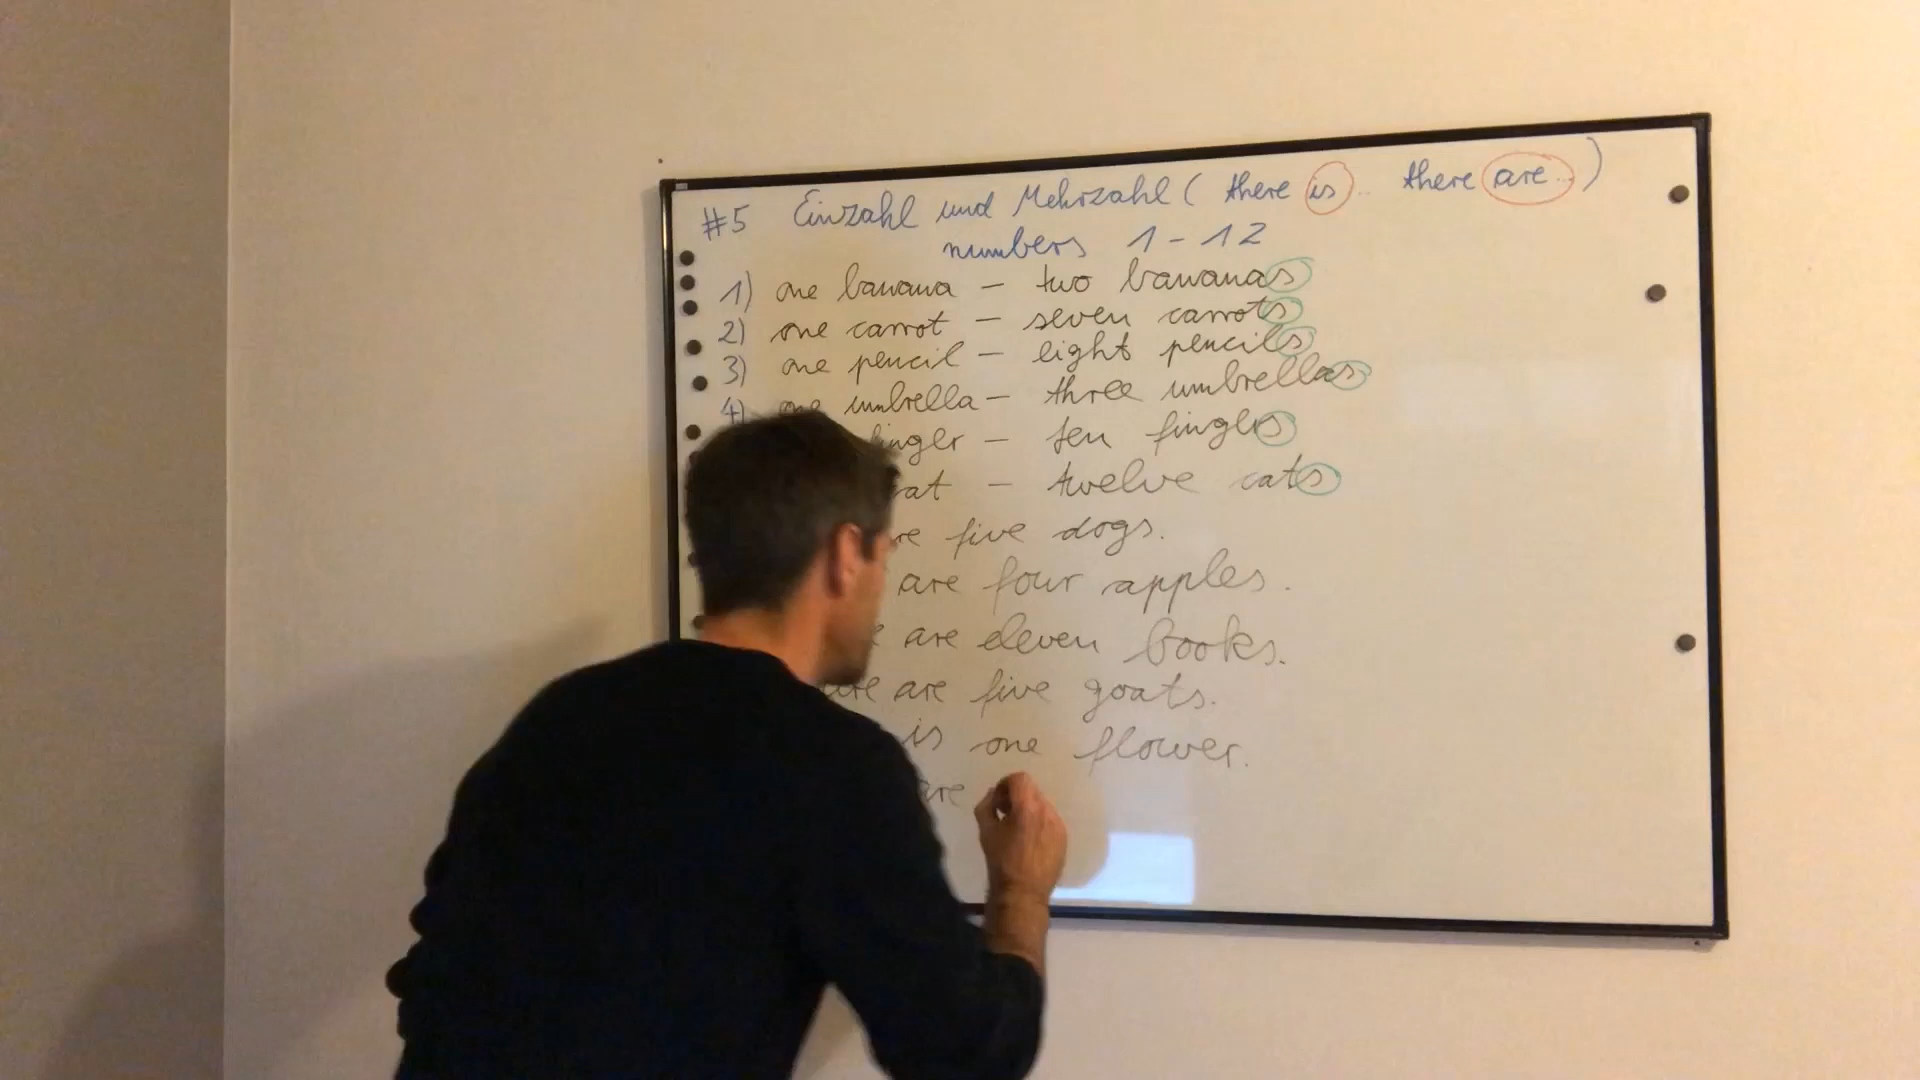 #5 Einzahl und Mehrzahl ( there is .. there are... )
numbers 1 - 12
1) one banana - two bananas
2) one carrot - seven carrots
3) one pencil - eight pencils
4) one umbrella - three umbrellas
finger - ten fingers
- twelve cats
five dogs.
are four apples.
are eleven books.
are five goats.
is one flower.
are